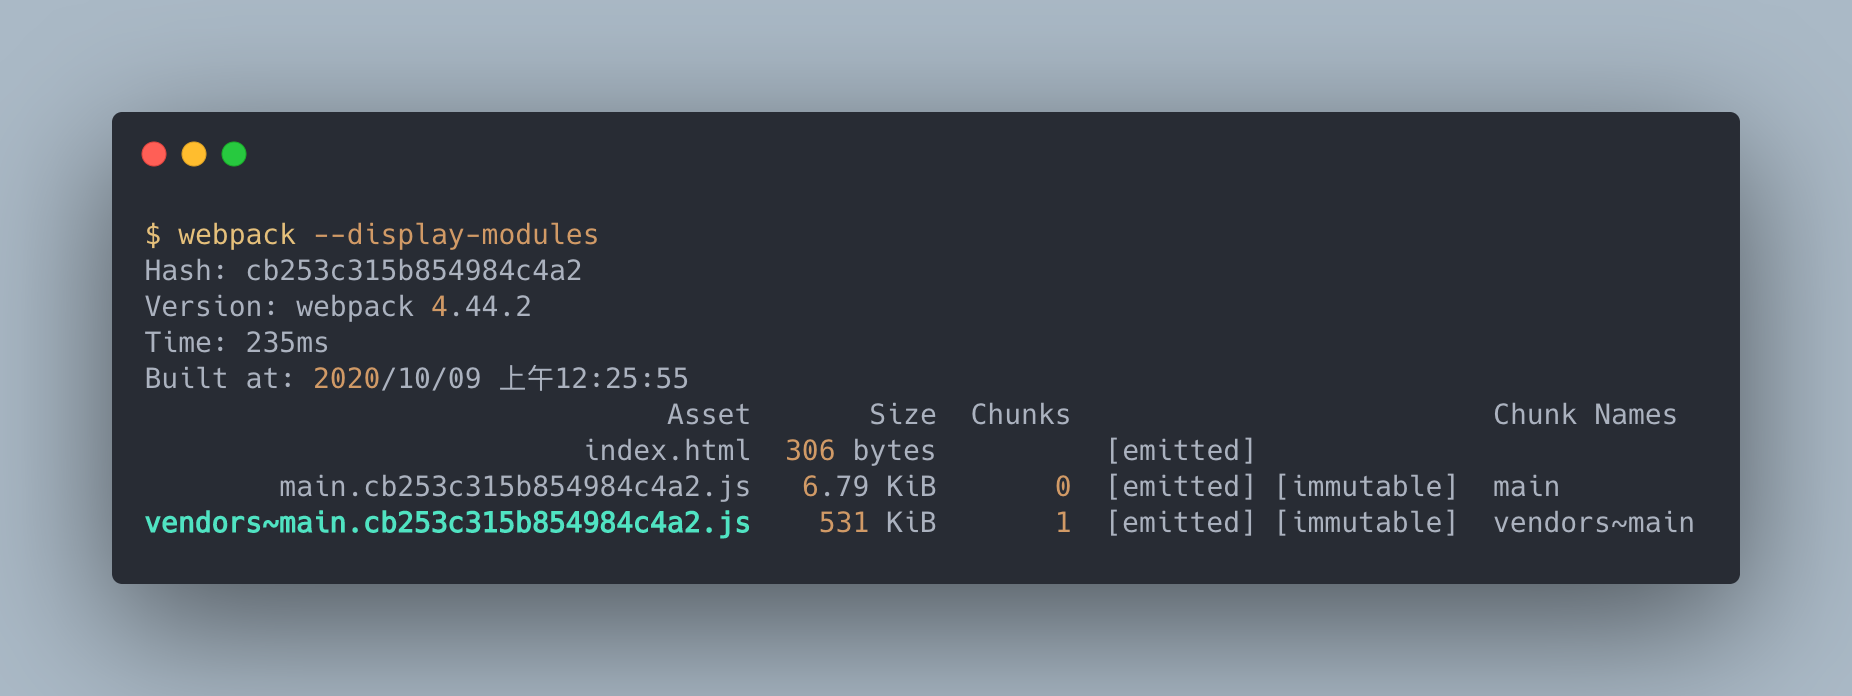 $ webpack --display-modules
Hash: cb253c315b854984c4a2
Version: webpack 4.44.2
Time: 235ms
Built at: 2020/10/09 上午12:25:55
Asset Size Chunks Chunk Names
index.html 306 bytes [emitted]
main.cb253c315b854984c4a2.js 6.79 KiB 0 [emitted] [immutable] main
vendors~main.cb253c315b854984c4a2.js 531 KiB 1 [emitted] [immutable] vendors~main